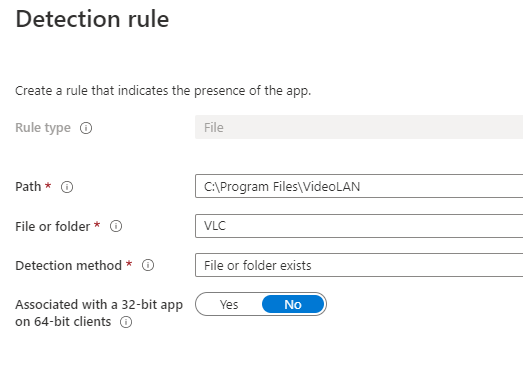 Detection rule
Create a rule that indicates the presence of the app.
Rule type
File
Path *
C:\Program Files\VideoLAN
File or folder *
VLC
Detection method *
File or folder exists
Associated with a 32-bit app
on 64-bit clients
Yes No